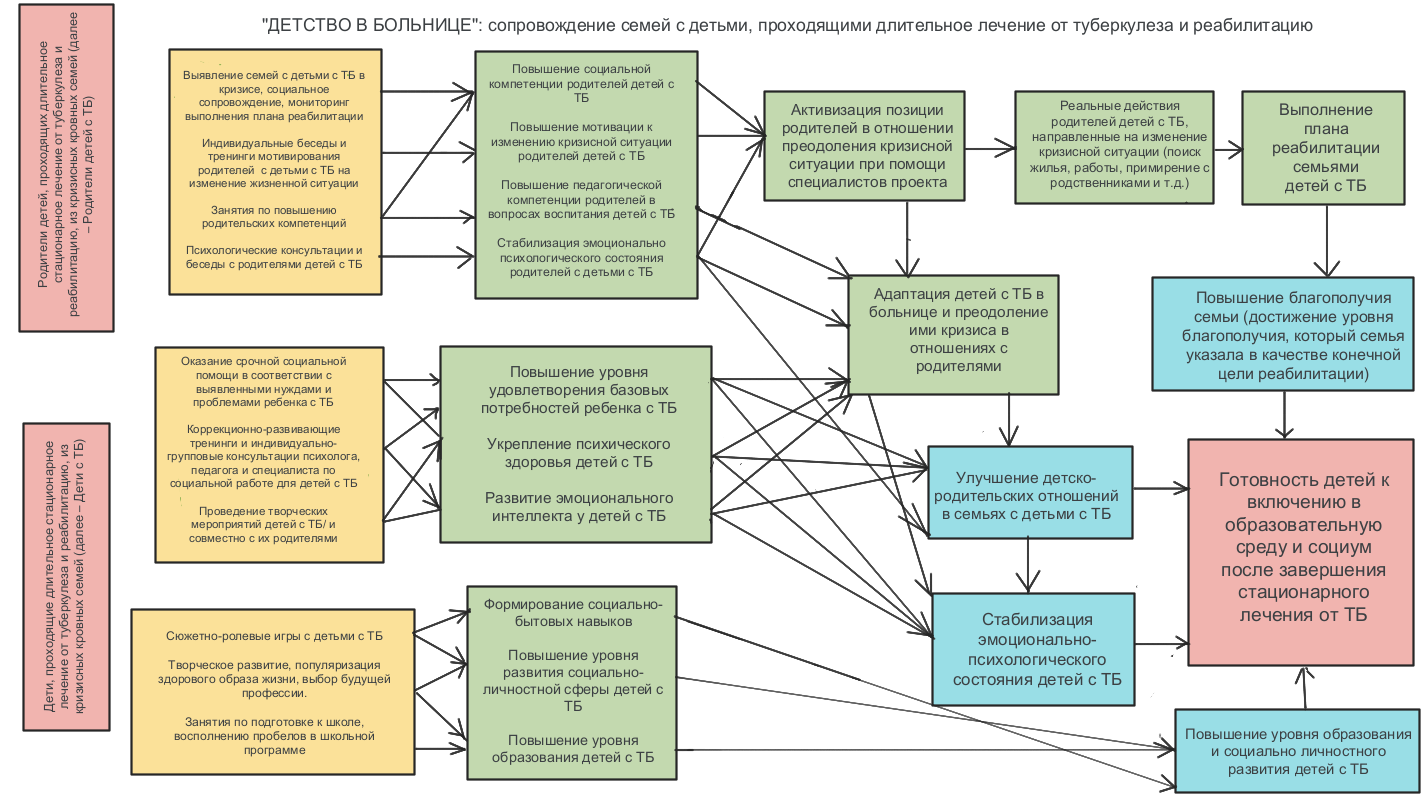 "ДЕТСТВО В БОЛЬНИЦЕ": сопровождение семей с детьми, проходящими длительное лечение от туберкулеза и реабилитацию
Родители детей, проходящих длительное
стационарное лечение от туберкулеза и
реабилитацию, из кризисных кровных семей (далее
– Родители детей с ТБ)
Выявление семей с детьми с ТБ в
кризисе, социальное
сопровождение, мониторинг
выполнения плана реабилитации
Индивидуальные беседы и
тренинги мотивирования
родителей с детьми с ТБ на
изменение жизненной ситуации
Занятия по повышению
родительских компетенций
Психологические консультации и
беседы с родителями детей с ТБ
Повышение социальной
компетенции родителей детей с
ТБ
Повышение мотивации к
изменению кризисной ситуации
родителей детей с ТБ
Повышение педагогической
компетенции родителей в
вопросах воспитания детей с ТБ
Стабилизация эмоционально
психологического состояния
родителей с детьми с ТБ
Активизация позиции
родителей в отношении
преодоления кризисной
ситуации при помощи
специалистов проекта
Реальные действия
родителей детей с ТБ,
направленные на изменение
кризисной ситуации (поиск
жилья, работы, примирение с
родственниками и т.д.)
Выполнение
плана
реабилитации
семьями
детей с ТБ
Адаптация детей с ТБ в
больнице и преодоление
ими кризиса в
отношениях с
родителями
Повышение благополучия
семьи (достижение уровня
благополучия, который семья
указала в качестве конечной
цели реабилитации)
Дети, проходящие длительное стационарное
лечение от туберкулеза и реабилитацию, из
кризисных кровных семей (далее – Дети с ТБ)
Оказание срочной социальной
помощи в соответствии с
выявленными нуждами и
проблемами ребенка с ТБ
Коррекционно-развивающие
тренинги и индивидуально-
групповые консультации психолога,
педагога и специалиста по
социальной работе для детей с ТБ
Проведение творческих
мероприятий детей с ТБ/ и
совместно с их родителями
Повышение уровня
удовлетворения базовых
потребностей ребенка с ТБ
Укрепление психического
здоровья детей с ТБ
Развитие эмоционального
интеллекта у детей с ТБ
Улучшение детско-
родительских отношений
в семьях с детьми с ТБ
Готовность детей к
включению в
образовательную
среду и социум
после завершения
стационарного
лечения от ТБ
Сюжетно-ролевые игры с детьми с ТБ
Творческое развитие, популяризация
здорового образа жизни, выбор будущей
профессии.
Занятия по подготовке к школе,
восполнению пробелов в школьной
программе
Формирование социально-
бытовых навыков
Повышение уровня
развития социально-
личностной сферы детей с
ТБ
Повышение уровня
образования детей с ТБ
Стабилизация
эмоционально-
психологического
состояния детей с ТБ
Повышение уровня образования
и социально личностного
развития детей с ТБ